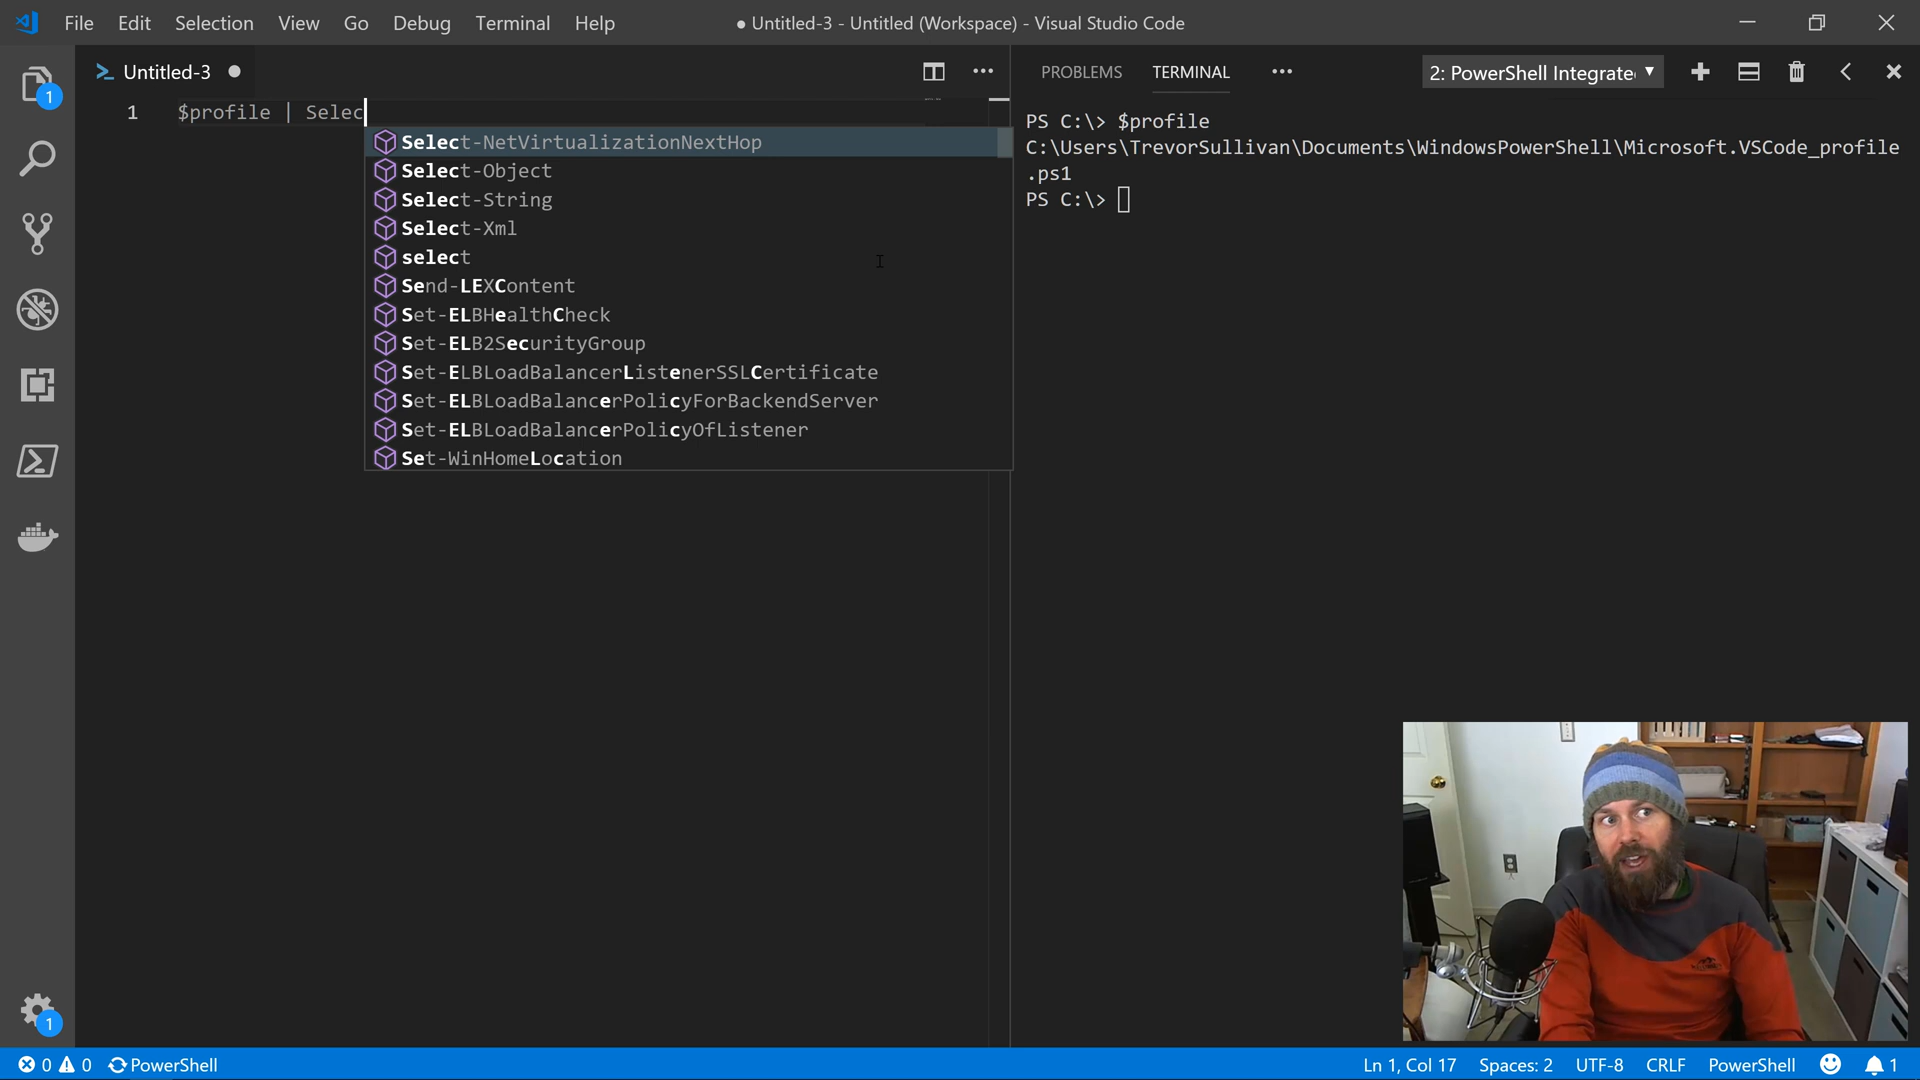 File Edit Selection View Go Debug Terminal Help ● Untitled-3 - Untitled (Workspace) - Visual Studio Code
Untitled-3 ●
PROBLEMS TERMINAL ••• 2: PowerShell Integrate
1
1 $profile | Selec
Select-NetVirtualizationNextHop
Select-Object
Select-String
Select-Xml
select
Send-LEXContent
Set-ELBHealthCheck
Set-ELB2SecurityGroup
Set-ELBLoadBalancerListenerSSLCertificate
Set-ELBLoadBalancerPolicyForBackendServer
Set-ELBLoadBalancerPolicyOfListener
Set-WinHomeLocation
PS C:\> $profile
C:\Users\TrevorSullivan\Documents\WindowsPowerShell\Microsoft.VSCode_profile
.ps1
PS C:\>
1
0 0 PowerShell Ln 1, Col 17 Spaces: 2 UTF-8 CRLF PowerShell 1